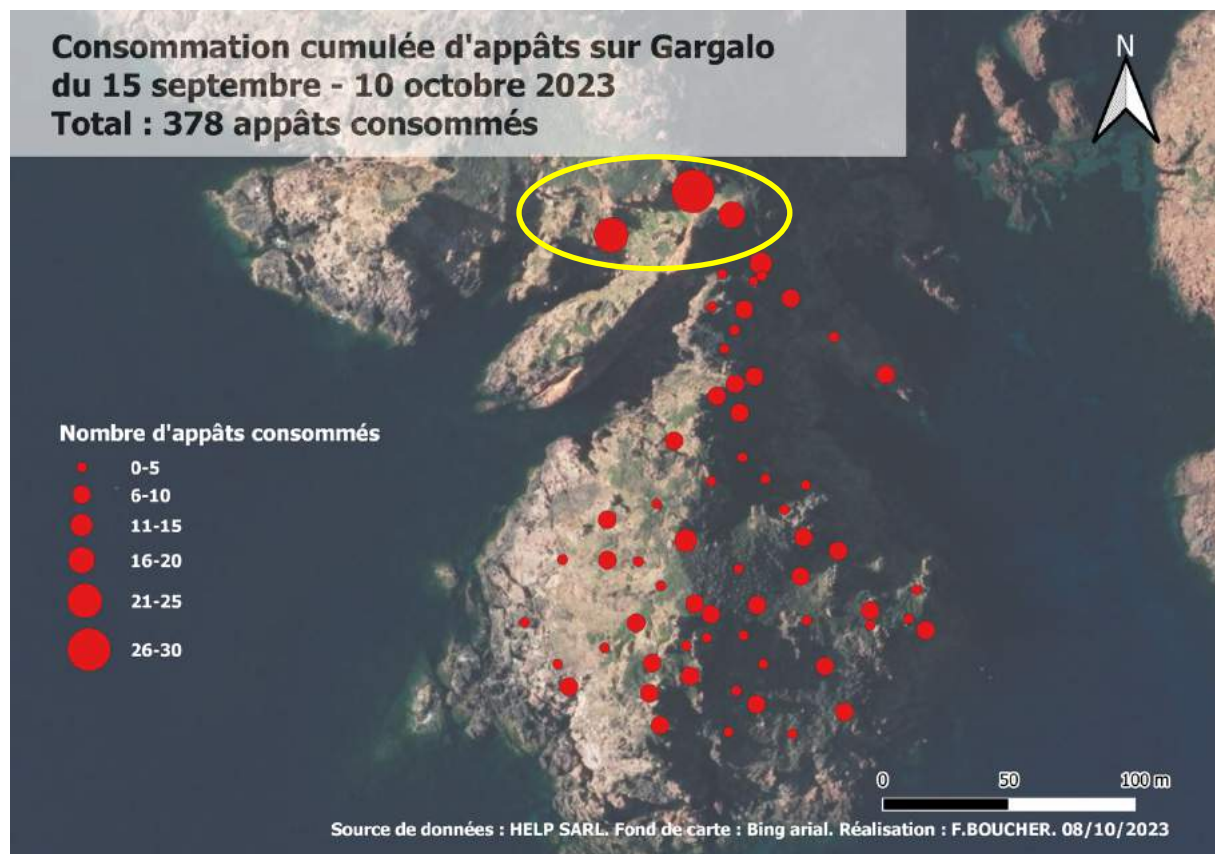 Consommation cumulée d'appâts sur Gargalo
du 15 septembre - 10 octobre 2023
Total : 378 appâts consommés
N
Nombre d'appâts consommés
0-5
6-10
11-15
16-20
21-25
26-30
0 50 100 m
Source de données : HELP SARL. Fond de carte : Bing arial. Réalisation : F.BOUCHER. 08/10/2023